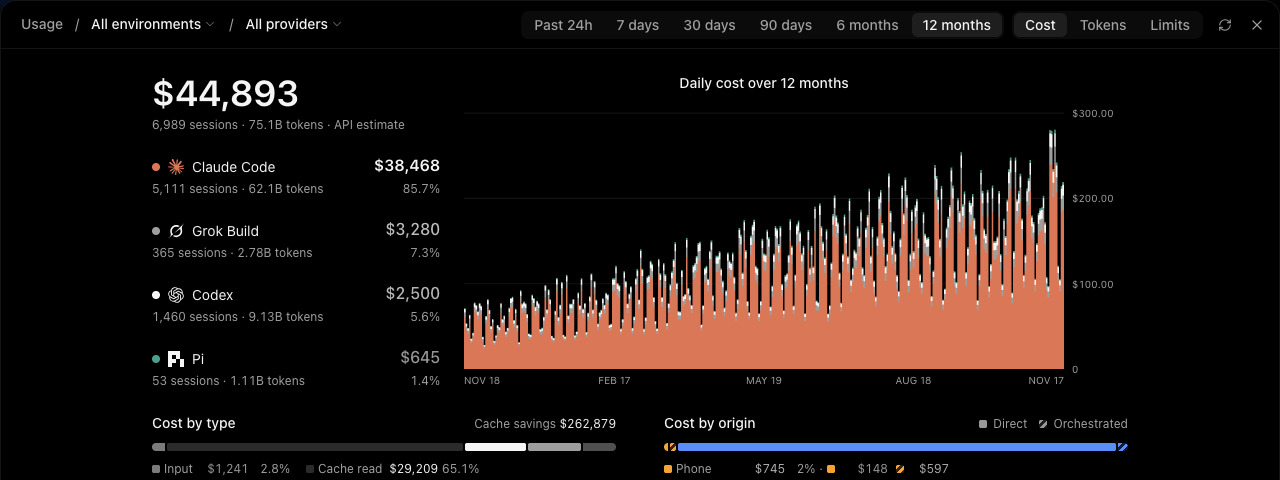 Usage / All environments / All providers
Past 24h 7 days 30 days 90 days 6 months 12 months Cost Tokens Limits
$44,893
6,989 sessions · 75.1B tokens · API estimate
Claude Code $38,468
5,111 sessions · 62.1B tokens 85.7%
Grok Build $3,280
365 sessions · 2.78B tokens 7.3%
Codex $2,500
1,460 sessions · 9.13B tokens 5.6%
Pi $645
53 sessions · 1.11B tokens 1.4%
Daily cost over 12 months
$300.00
$200.00
$100.00
0
NOV 18 FEB 17 MAY 19 AUG 18 NOV 17
Cost by type Cache savings $262,879
Input $1,241 2.8% Cache read $29,209 65.1%
Cost by origin Direct Orchestrated
Phone $745 2% · $148 $597